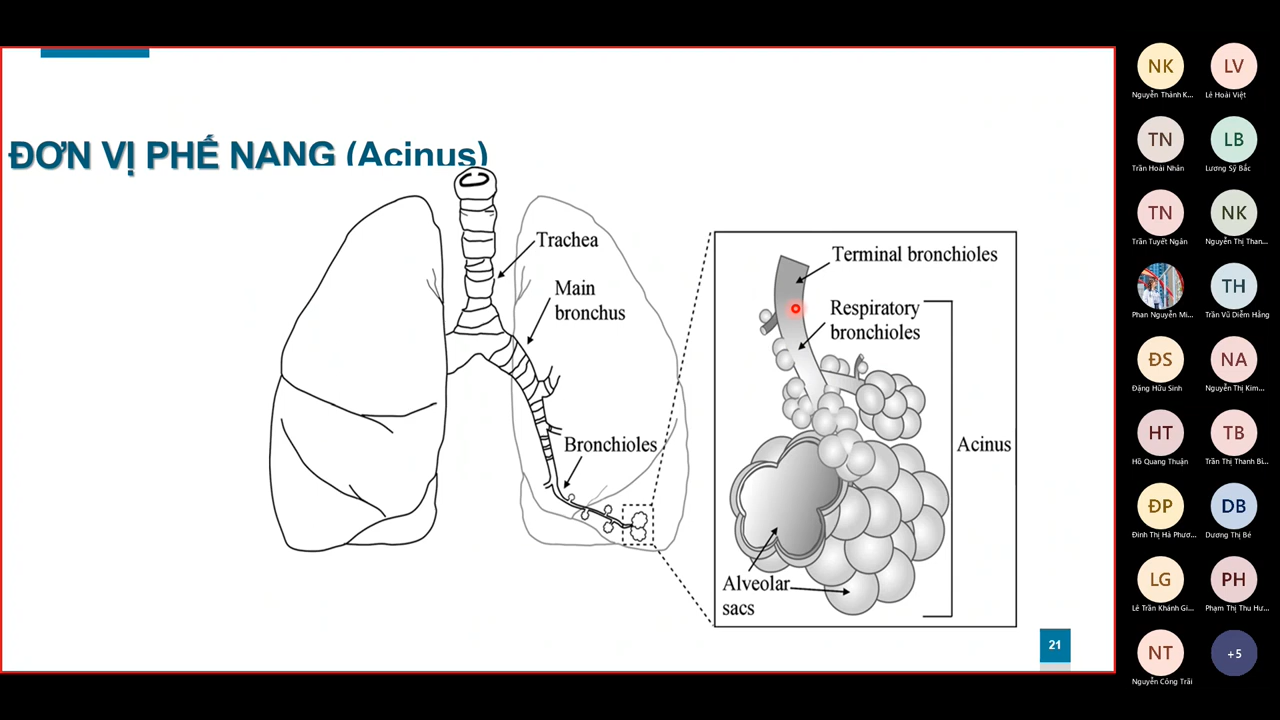 ĐƠN VỊ PHẾ NANG (Acinus)
Trachea
Main
bronchus
Bronchioles
Terminal bronchioles
Respiratory
bronchioles
Acinus
Alveolar
sacs
21
NK
LV
Nguyễn Thành K...
Lê Hoài Việt
TN
LB
Trần Hoài Nhân
Lương Sỹ Bắc
TN
NK
Trần Tuyết Ngân
Nguyễn Thị Than...
TH
Phan Nguyễn Mi...
Trần Vũ Diễm Hằng
ĐS
NA
Đặng Hữu Sinh
Nguyễn Thị Kim...
HT
TB
Hồ Quang Thuận
Trần Thị Thanh Bì...
ĐP
DB
Đinh Thị Hà Phươ...
Dương Thị Bé
LG
PH
Lê Trần Khánh Gi...
Phạm Thị Thu Hư...
NT
+5
Nguyễn Công Trãi